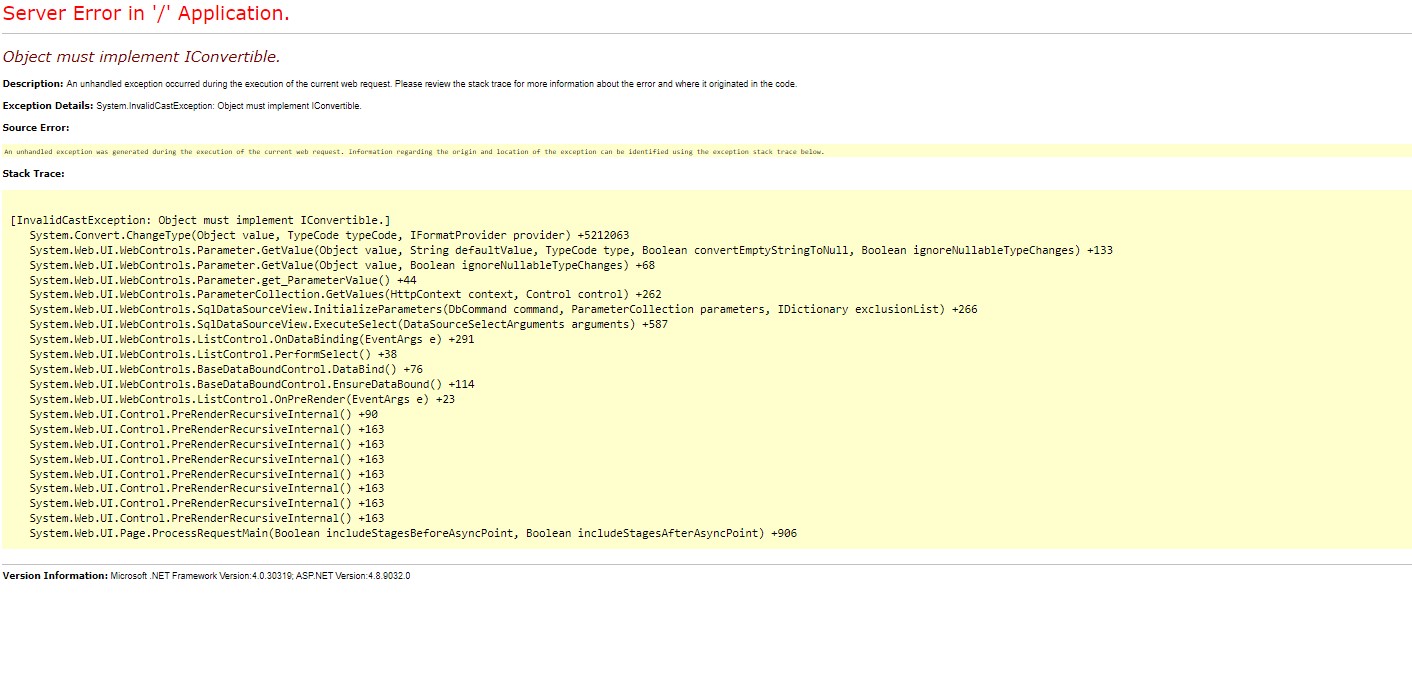 Server Error in '/' Application.
Object must implement IConvertible.
Description: An unhandled exception occurred during the execution of the current web request. Please review the stack trace for more information about the error and where it originated in the code.
Exception Details: System.InvalidCastException: Object must implement IConvertible.
Source Error:
An unhandled exception was generated during the execution of the current web request. Information regarding the origin and location of the exception can be identified using the exception stack trace below.
Stack Trace:
[InvalidCastException: Object must implement IConvertible.]
System.Convert.ChangeType(Object value, TypeCode typeCode, IFormatProvider provider) +5212063
System.Web.UI.WebControls.Parameter.GetValue(Object value, String defaultValue, TypeCode type, Boolean convertEmptyStringToNull, Boolean ignoreNullableTypeChanges) +133
System.Web.UI.WebControls.Parameter.GetValue(Object value, Boolean ignoreNullableTypeChanges) +68
System.Web.UI.WebControls.Parameter.get_ParameterValue() +44
System.Web.UI.WebControls.ParameterCollection.GetValues(HttpContext context, Control control) +262
System.Web.UI.WebControls.SqlDataSourceView.InitializeParameters(DbCommand command, ParameterCollection parameters, IDictionary exclusionList) +266
System.Web.UI.WebControls.SqlDataSourceView.ExecuteSelect(DataSourceSelectArguments arguments) +587
System.Web.UI.WebControls.ListControl.OnDataBinding(EventArgs e) +291
System.Web.UI.WebControls.ListControl.PerformSelect() +38
System.Web.UI.WebControls.BaseDataBoundControl.DataBind() +76
System.Web.UI.WebControls.BaseDataBoundControl.EnsureDataBound() +114
System.Web.UI.WebControls.ListControl.OnPreRender(EventArgs e) +23
System.Web.UI.Control.PreRenderRecursiveInternal() +90
System.Web.UI.Control.PreRenderRecursiveInternal() +163
System.Web.UI.Control.PreRenderRecursiveInternal() +163
System.Web.UI.Control.PreRenderRecursiveInternal() +163
System.Web.UI.Control.PreRenderRecursiveInternal() +163
System.Web.UI.Control.PreRenderRecursiveInternal() +163
System.Web.UI.Control.PreRenderRecursiveInternal() +163
System.Web.UI.Control.PreRenderRecursiveInternal() +163
System.Web.UI.Page.ProcessRequestMain(Boolean includeStagesBeforeAsyncPoint, Boolean includeStagesAfterAsyncPoint) +906
Version Information: Microsoft .NET Framework Version:4.0.30319; ASP.NET Version:4.8.9032.0